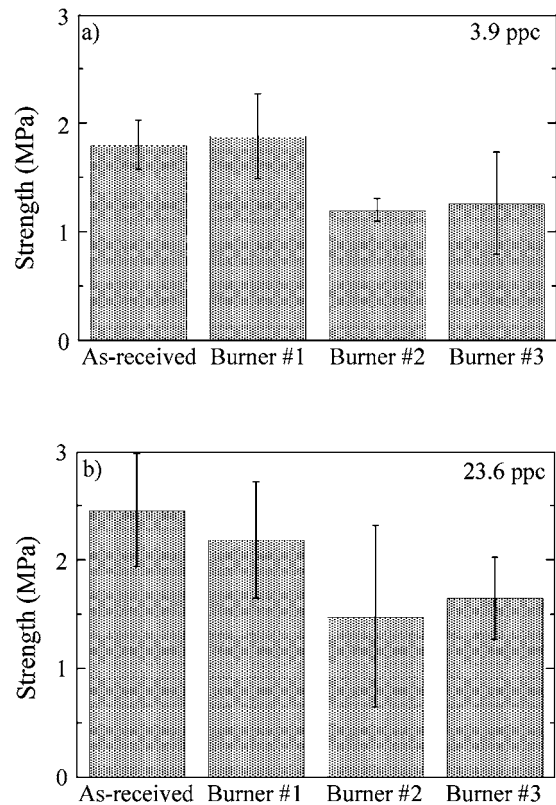 a)
3.9 ppc
3
2
1
0
Strength (MPa)
As-received Burner #1 Burner #2 Burner #3
b)
23.6 ppc
3
2
1
0
Strength (MPa)
As-received Burner #1 Burner #2 Burner #3